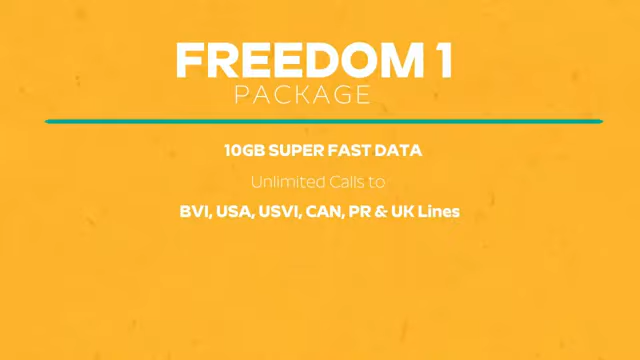 FREEDOM 1
PACKAGE
10GB SUPER FAST DATA
Unlimited Calls to
BVI, USA, USVI, CAN, PR & UK Lines